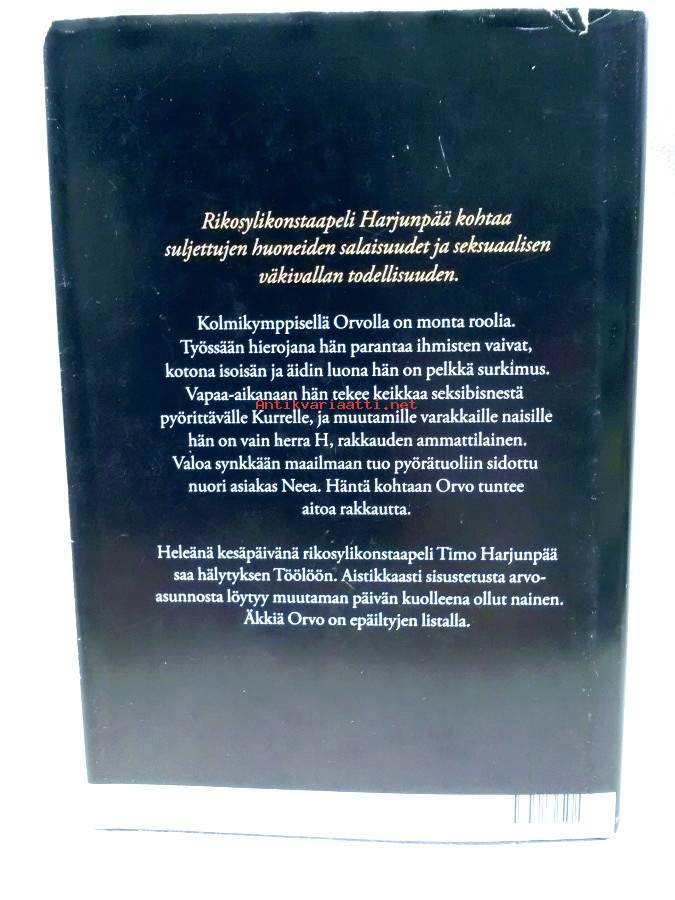 Rikosylikonstaapeli Harjunpää kohtaa
suljettujen huoneiden salaisuudet ja seksuaalisen
väkivallan todellisuuden.
Kolmikymppisellä Orvolla on monta roolia.
Työssään hierojana hän parantaa ihmisten vaivat,
kotona isoisän ja äidin luona hän on pelkkä surkimus.
Vapaa-aikanaan hän tekee keikkaa seksibisnestä
Antikvariaatti.net
pyörittävälle Kurrelle, ja muutamille varakkaille naisille
hän on vain herra H, rakkauden ammattilainen.
Valoa synkkään maailmaan tuo pyörätuoliin sidottu
nuori asiakas Neea. Häntä kohtaan Orvo tuntee
aitoa rakkautta.
Heleänä kesäpäivänä rikosylikonstaapeli Timo Harjunpää
saa hälytyksen Töölöön. Aistikkaasti sisustetusta arvo-
asunnosta löytyy muutaman päivän kuolleena ollut nainen.
Äkkiä Orvo on epäiltyjen listalla.